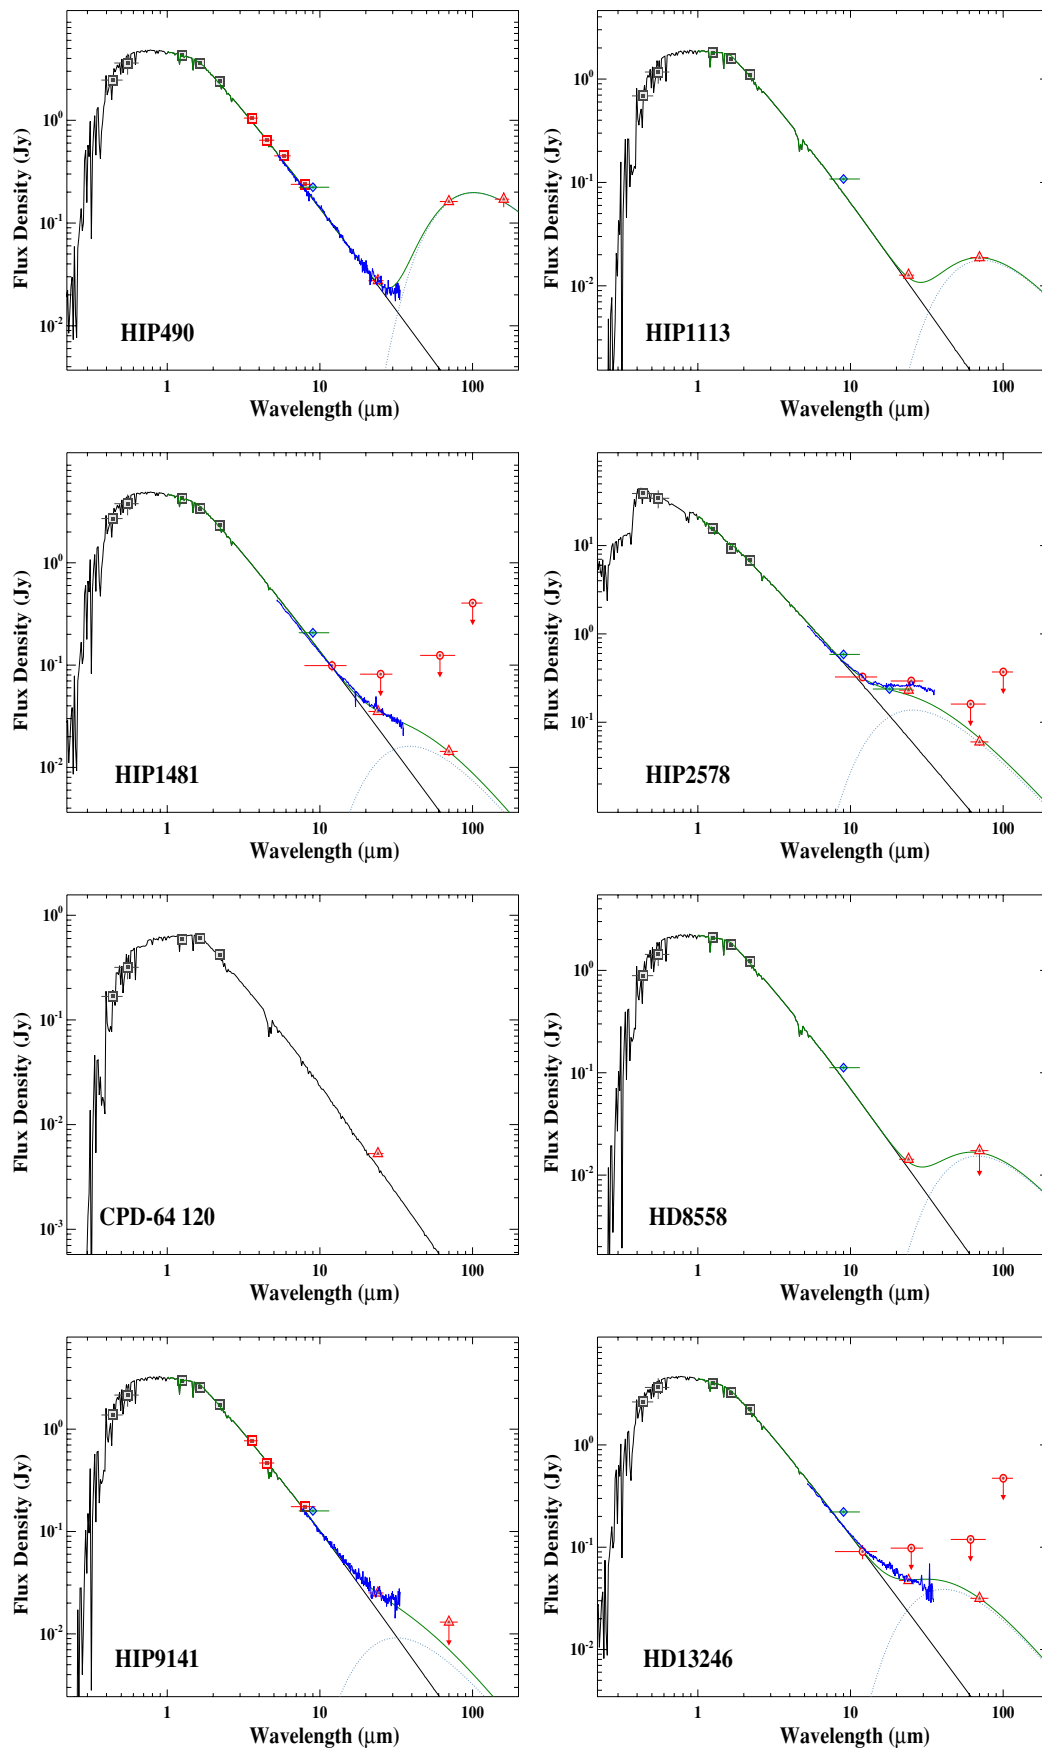 Flux Density (Jy)
10⁰
10⁻¹
10⁻²
HIP490
1 10 100
Wavelength (μm)
Flux Density (Jy)
10⁰
10⁻¹
10⁻²
HIP1113
1 10 100
Wavelength (μm)
Flux Density (Jy)
10⁰
10⁻¹
10⁻²
HIP1481
1 10 100
Wavelength (μm)
Flux Density (Jy)
10¹
10⁰
10⁻¹
HIP2578
1 10 100
Wavelength (μm)
Flux Density (Jy)
10⁰
10⁻¹
10⁻²
10⁻³
CPD-64 120
1 10 100
Wavelength (μm)
Flux Density (Jy)
10⁰
10⁻¹
10⁻²
HD8558
1 10 100
Wavelength (μm)
Flux Density (Jy)
10⁰
10⁻¹
10⁻²
HIP9141
1 10 100
Wavelength (μm)
Flux Density (Jy)
10⁰
10⁻¹
10⁻²
HD13246
1 10 100
Wavelength (μm)